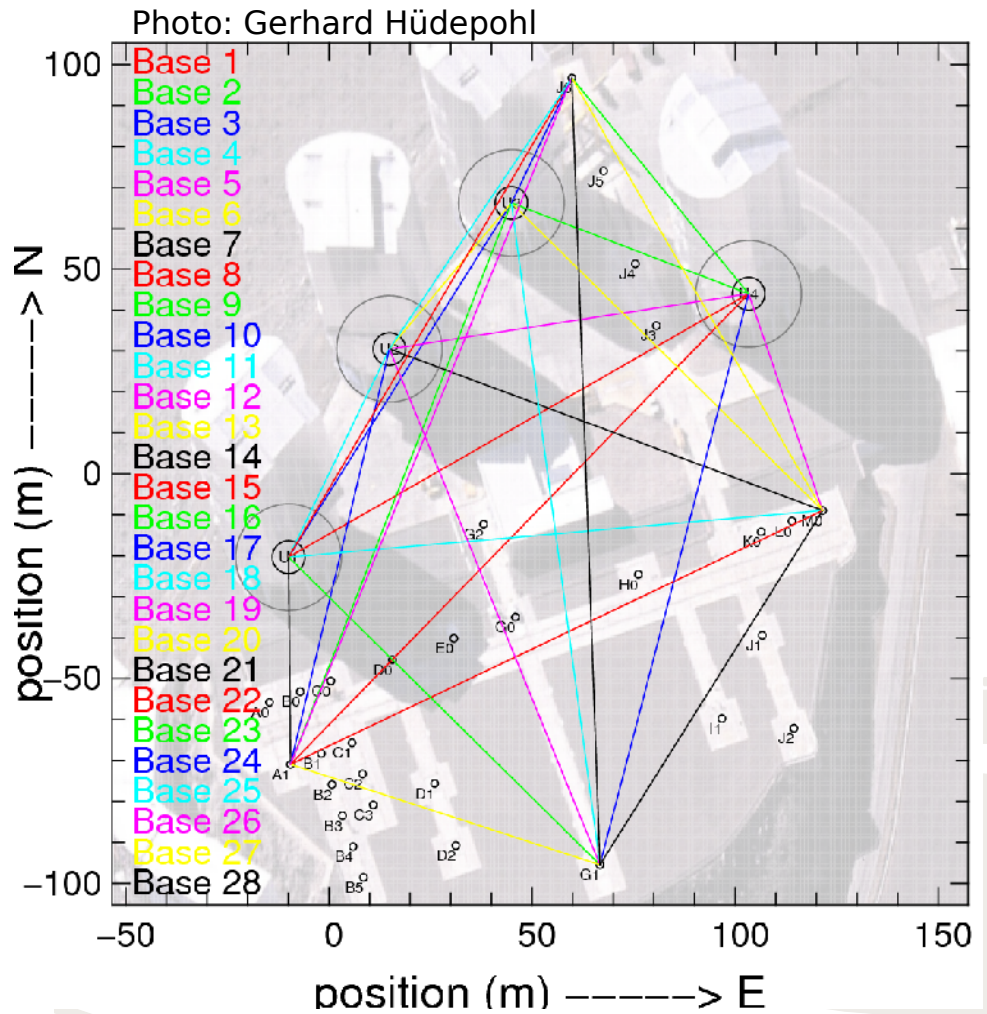 Photo: Gerhard Hüdepohl
100
50
0
−50
−100
position (m) −−−−−> N
Base 1
Base 2
Base 3
Base 4
Base 5
Base 6
Base 7
Base 8
Base 9
Base 10
Base 11
Base 12
Base 13
Base 14
Base 15
Base 16
Base 17
Base 18
Base 19
Base 20
Base 21
Base 22
Base 23
Base 24
Base 25
Base 26
Base 27
Base 28
J5
J4
U4
J3
G2
M0
L0
K0
H0
G0
E0
D0
C0
B0
A0
J1
I1
J2
C1
B1
A1
C2
B2
D1
C3
B3
B4
D2
G1
B5
−50
0
50
100
150
position (m) −−−−−> E